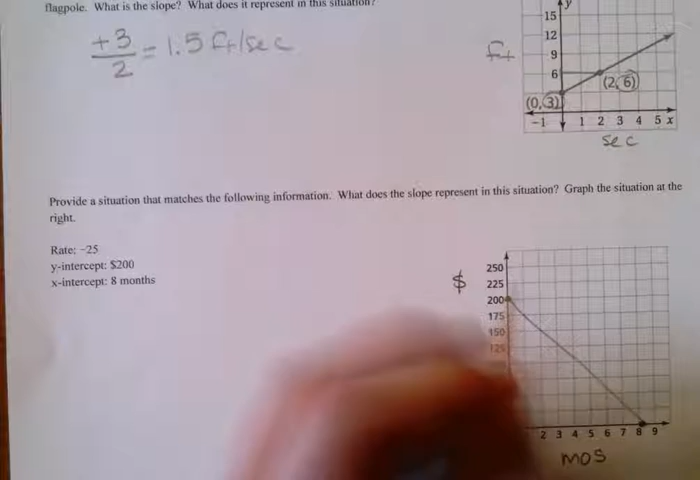 flagpole. What is the slope? What does it represent in this situation?
+3
2
= 1.5 ft/sec
y
15
12
9
6
ft
(2,6)
(0,3)
-1 1 2 3 4 5 x
sec
Provide a situation that matches the following information. What does the slope represent in this situation? Graph the situation at the
right.
Rate: -25
y-intercept: $200
x-intercept: 8 months
$
250
225
200
175
150
125
2 3 4 5 6 7 8 9
mos